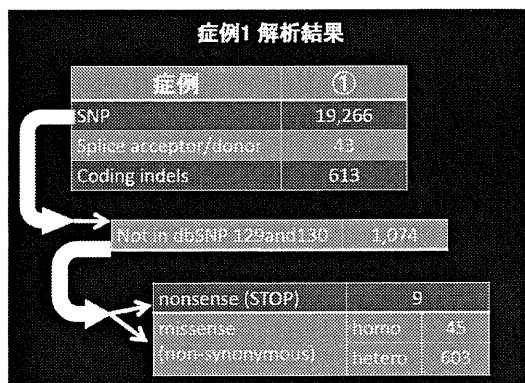 症例1 解析結果
症例 ①
SNP 19,266
Splice acceptor/donor 43
Coding indels 613
Not in dbSNP 129and130 1,074
nonsense (STOP) 9
missense homo 45
(non-synonymous) hetero 603